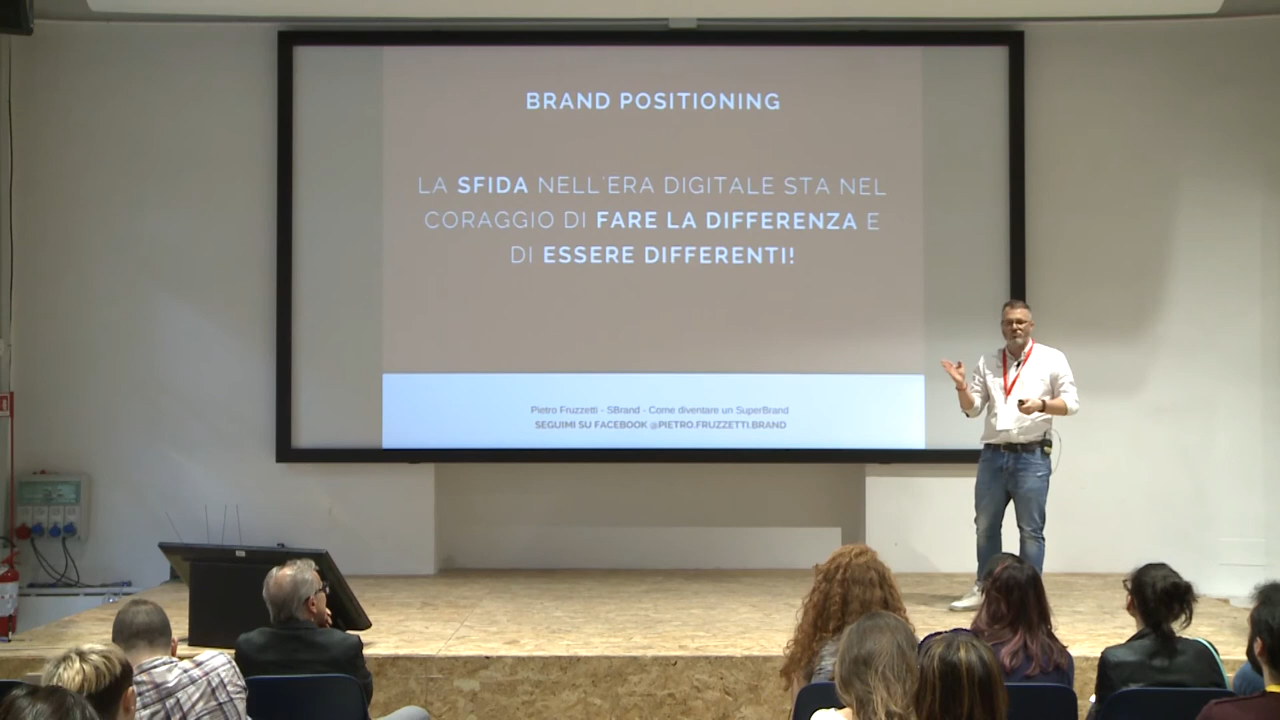 BRAND POSITIONING
LA SFIDA NELL'ERA DIGITALE STA NEL
CORAGGIO DI FARE LA DIFFERENZA E
DI ESSERE DIFFERENTI!
Pietro Fruzzetti - SBrand - Come diventare un SuperBrand
SEGUIMI SU FACEBOOK @PIETRO.FRUZZETTI.BRAND